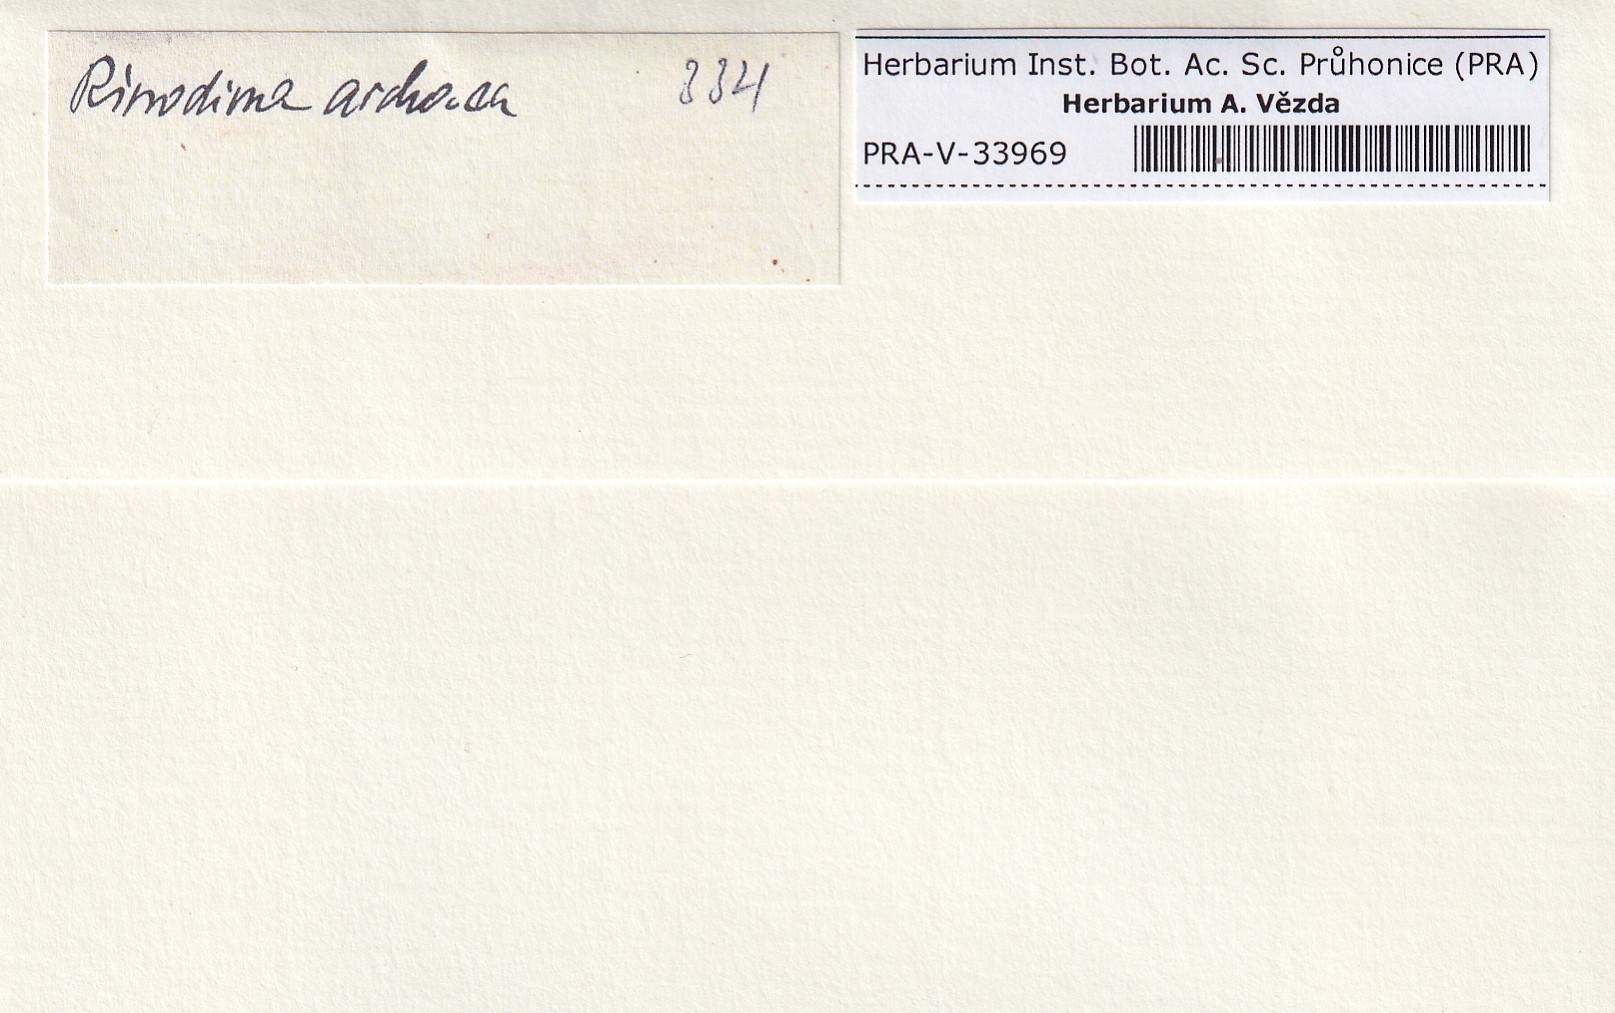 Rinodina archaea 334
Herbarium Inst. Bot. Ac. Sc. Průhonice (PRA)
Herbarium A. Vězda
PRA-V-33969